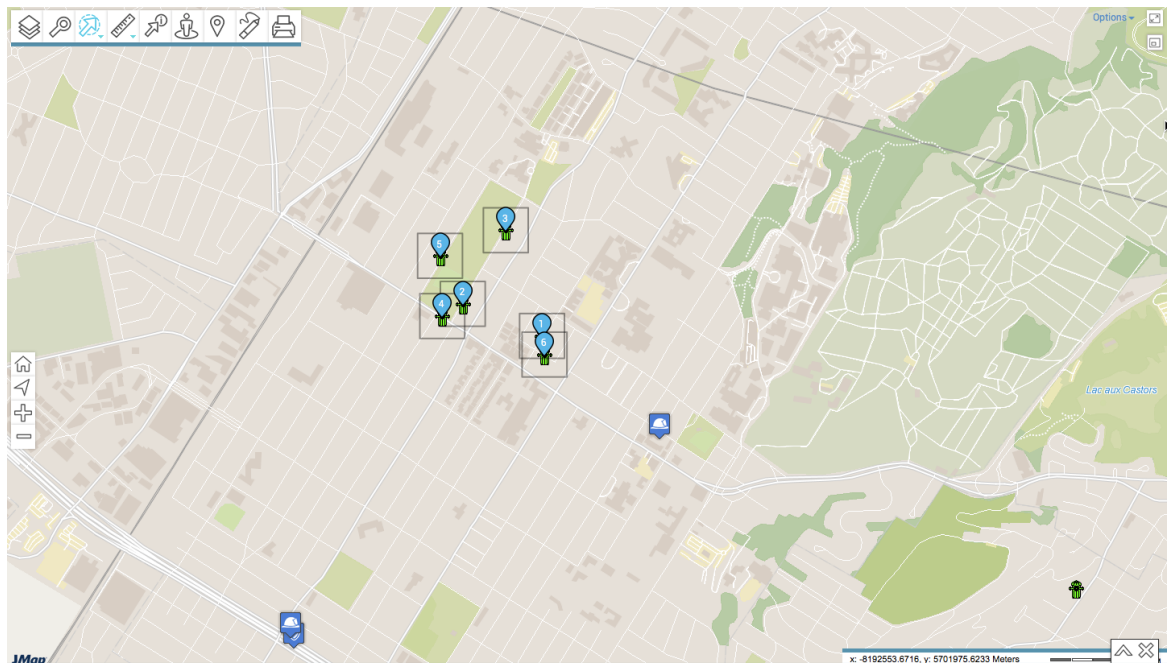 Options
3
5
2
4
1
6
Lac aux Castors
JMap
x: -8192553.6716, y: 5701975.6233 Meters